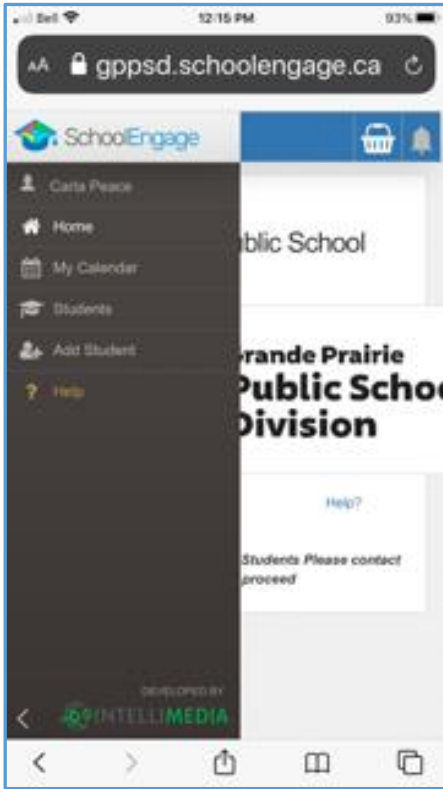 Bell 12:15 PM 93%
AA gppsd.schoolengage.ca
SchoolEngage
Carla Peace
Home
ublic School
My Calendar
Students
Add Student
rande Prairie
? Help
Public Schoo
Division
Help?
Students Please contact
proceed
DEVELOPED BY
INTELLIMEDIA